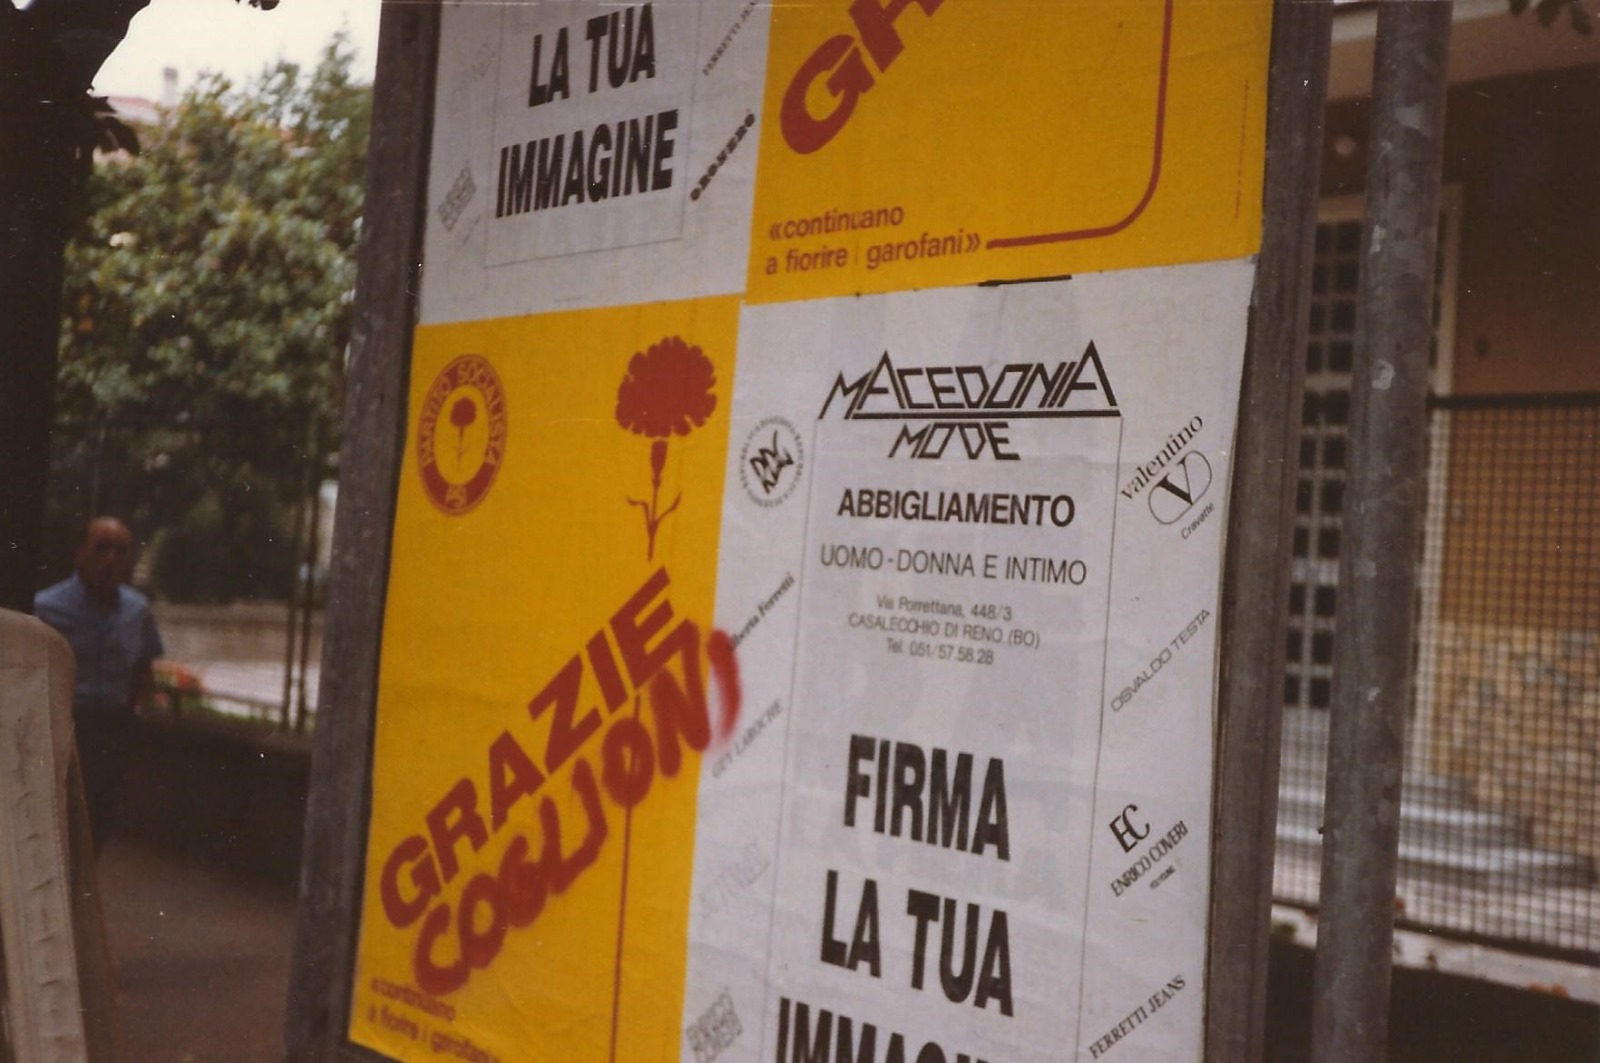 LA TUA
IMMAGINE
«continuano
a fiorire i garofani»
PARTITO SOCIALISTA
PSI
GRAZIE
COGLIONI
«continuano
a fiorire i garofani»
MACEDONIA
MODE
ABBIGLIAMENTO
UOMO - DONNA E INTIMO
Via Porrettana, 448/3
CASALECCHIO DI RENO (BO)
Tel. 051/57.58.28
FIRMA
LA TUA
Ferretti
GUY LAROCHE
valentino
V
Cravatte
OSVALDO TESTA
EC
ENRICO COVERI
FERRETTI JEANS